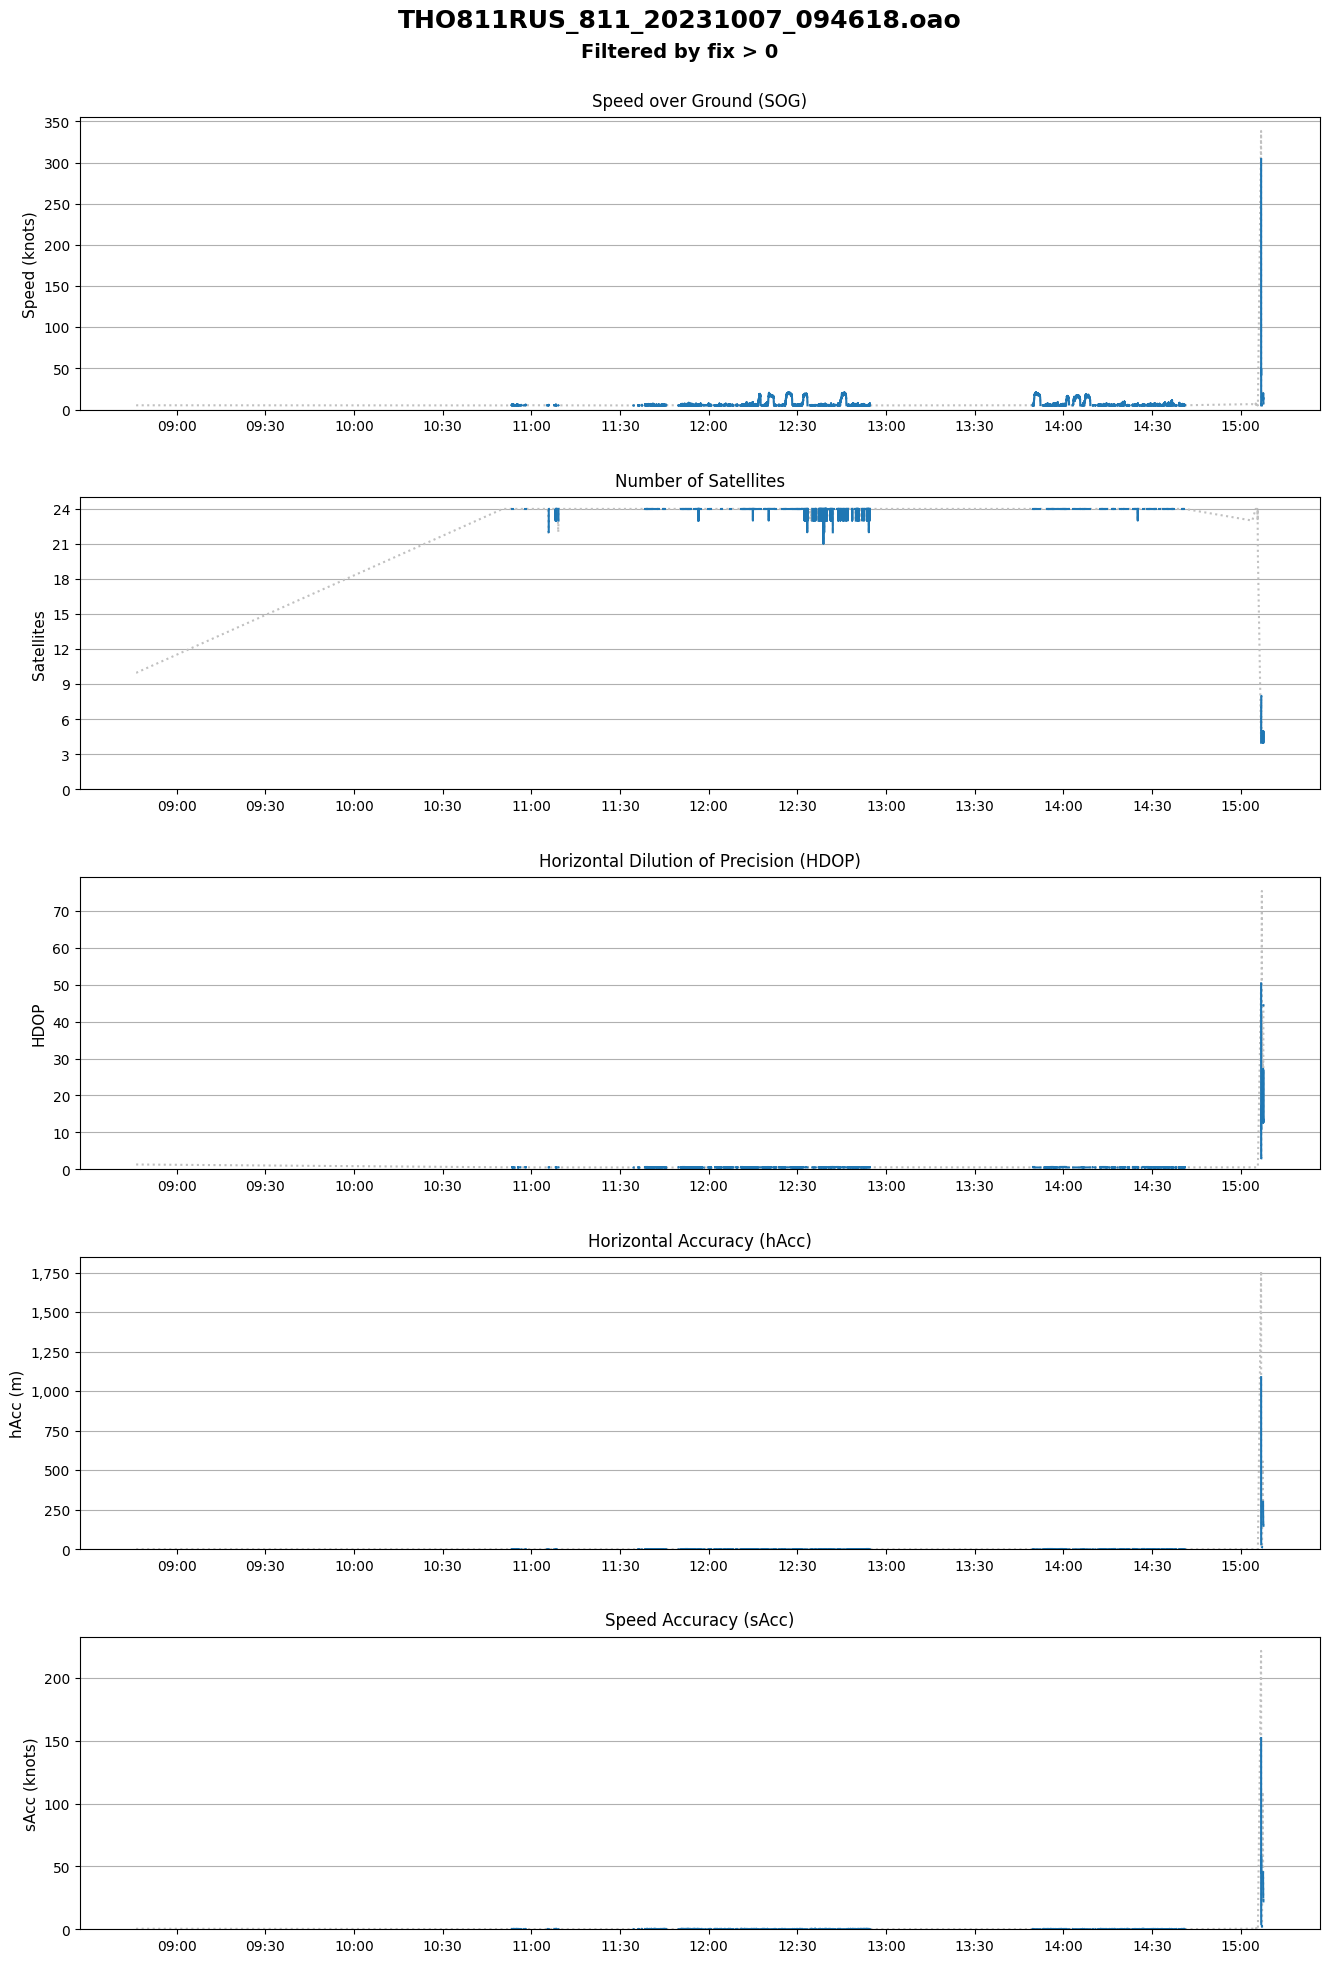 THO811RUS_811_20231007_094618.oao
Filtered by fix > 0
Speed over Ground (SOG)
350
300
250
200
150
100
50
0
Speed (knots)
09:00 09:30 10:00 10:30 11:00 11:30 12:00 12:30 13:00 13:30 14:00 14:30 15:00
Number of Satellites
24
21
18
15
12
9
6
3
0
Satellites
09:00 09:30 10:00 10:30 11:00 11:30 12:00 12:30 13:00 13:30 14:00 14:30 15:00
Horizontal Dilution of Precision (HDOP)
70
60
50
40
30
20
10
0
HDOP
09:00 09:30 10:00 10:30 11:00 11:30 12:00 12:30 13:00 13:30 14:00 14:30 15:00
Horizontal Accuracy (hAcc)
1,750
1,500
1,250
1,000
750
500
250
0
hAcc (m)
09:00 09:30 10:00 10:30 11:00 11:30 12:00 12:30 13:00 13:30 14:00 14:30 15:00
Speed Accuracy (sAcc)
200
150
100
50
0
sAcc (knots)
09:00 09:30 10:00 10:30 11:00 11:30 12:00 12:30 13:00 13:30 14:00 14:30 15:00